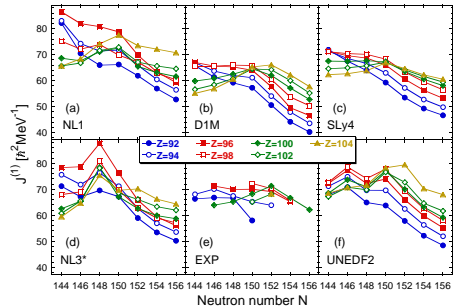 80
70
60
50
40
(a)
NL1
(b)
D1M
(c)
SLy4
J(1) [ħ2MeV-1]
Z=92 Z=96 Z=100 Z=104
Z=94 Z=98 Z=102
80
70
60
50
40
(d)
NL3*
(e)
EXP
(f)
UNEDF2
144 146 148 150 152 154 156 144 146 148 150 152 154 156 144 146 148 150 152 154 156
Neutron number N